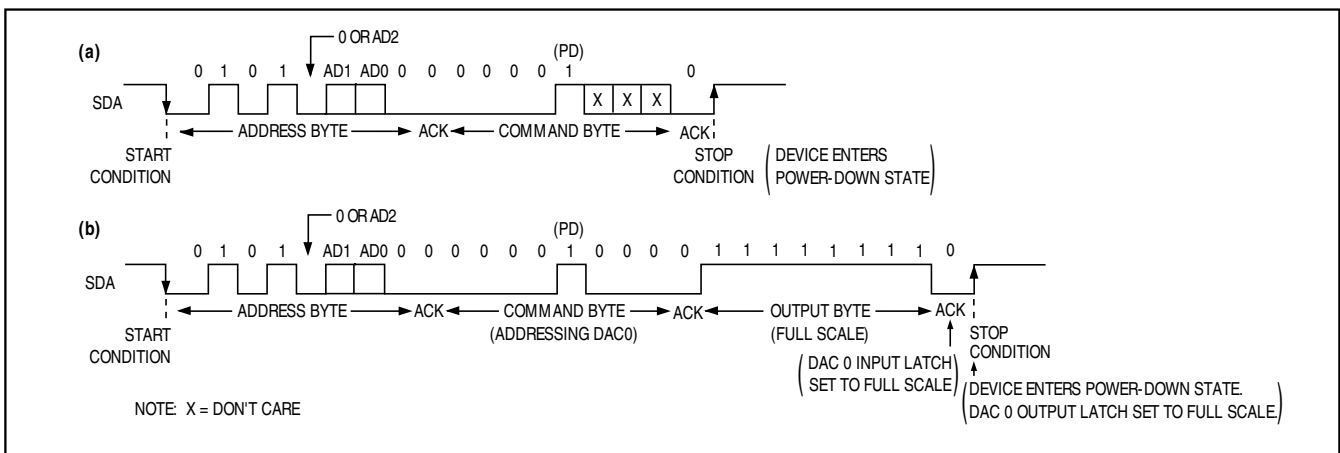 (a)
0 OR AD2
(PD)
0 1 0 1 AD1 AD0 0 0 0 0 0 0 1 0
SDA X X X
ADDRESS BYTE ACK COMMAND BYTE ACK
START CONDITION
STOP CONDITION
(DEVICE ENTERS
POWER-DOWN STATE)
(b)
0 OR AD2
(PD)
0 1 0 1 AD1 AD0 0 0 0 0 0 0 1 0 0 0 0 1 1 1 1 1 1 1 1 0
SDA
ADDRESS BYTE ACK COMMAND BYTE ACK OUTPUT BYTE ACK
(ADDRESSING DAC0) (FULL SCALE)
START CONDITION
STOP CONDITION
(DAC 0 INPUT LATCH
SET TO FULL SCALE)
(DEVICE ENTERS POWER-DOWN STATE.
DAC 0 OUTPUT LATCH SET TO FULL SCALE.)
NOTE: X = DON'T CARE